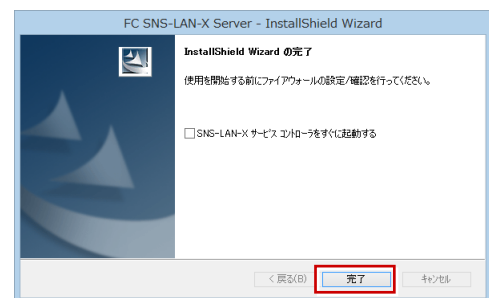 FC SNS-LAN-X Server - InstallShield Wizard
InstallShield Wizard の完了
使用を開始する前にファイアウォールの設定/確認を行ってください。
SNS-LAN-X サービス コントローラをすぐに起動する
< 戻る(B)
完了
キャンセル